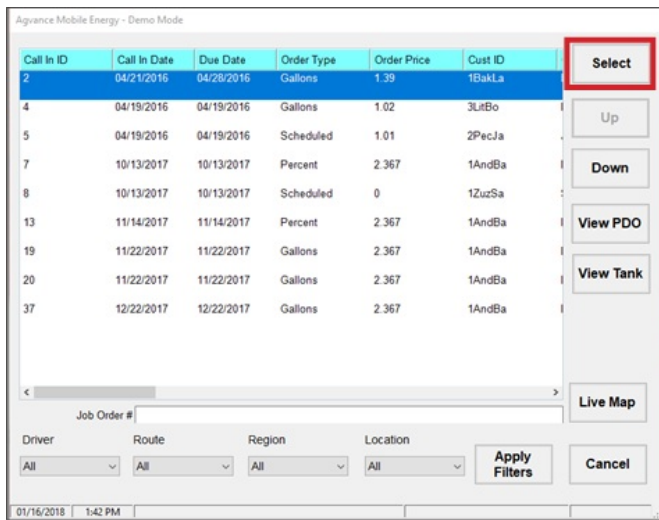 Agvance Mobile Energy - Demo Mode
Call In ID Call In Date Due Date Order Type Order Price Cust ID
2 04/21/2016 04/28/2016 Gallons 1.39 1BakLa
4 04/19/2016 04/19/2016 Gallons 1.02 3LitBo
5 04/19/2016 04/19/2016 Scheduled 1.01 2PecJa
7 10/13/2017 10/13/2017 Percent 2.367 1AndBa
8 10/13/2017 10/13/2017 Scheduled 0 1ZuzSa
13 11/14/2017 11/14/2017 Percent 2.367 1AndBa
19 11/22/2017 11/22/2017 Gallons 2.367 1AndBa
20 11/22/2017 11/22/2017 Gallons 2.367 1AndBa
37 12/22/2017 12/22/2017 Gallons 2.367 1AndBa
Select
Up
Down
View PDO
View Tank
Live Map
Job Order #
Driver Route Region Location
All All All All
Apply
Filters
Cancel
01/16/2018 1:42 PM